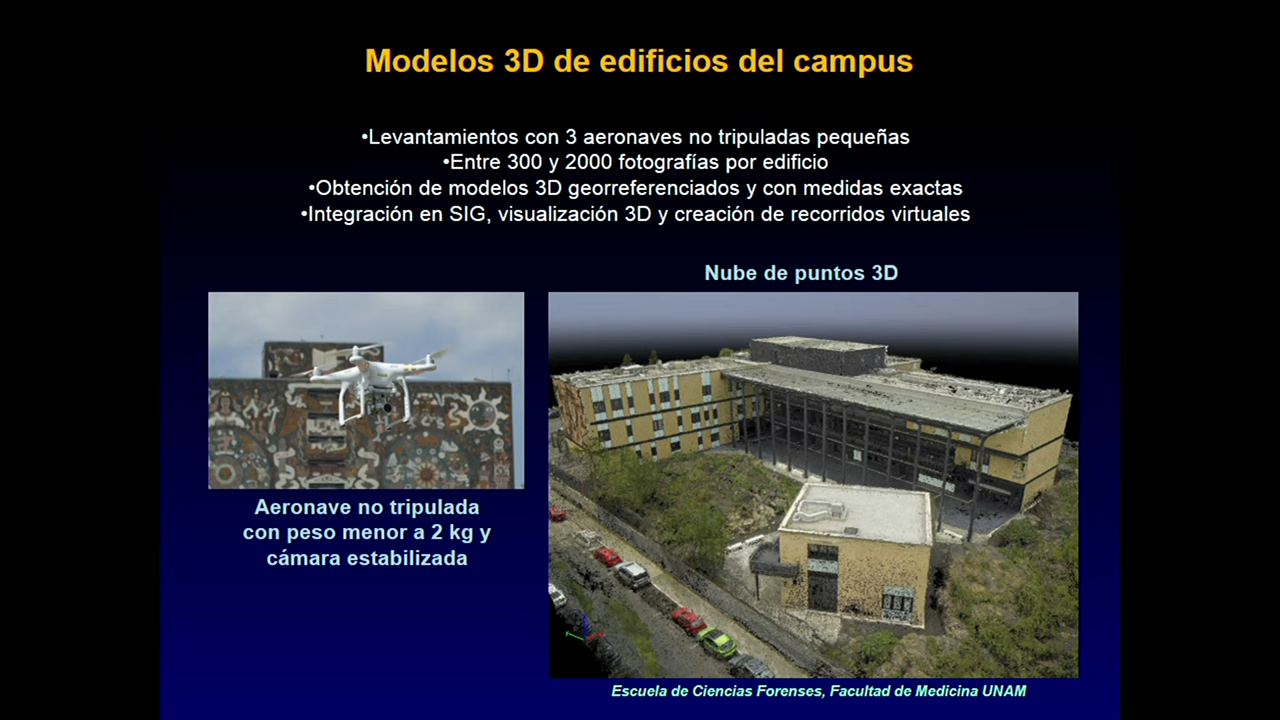 Modelos 3D de edificios del campus
•Levantamientos con 3 aeronaves no tripuladas pequeñas
•Entre 300 y 2000 fotografías por edificio
•Obtención de modelos 3D georreferenciados y con medidas exactas
•Integración en SIG, visualización 3D y creación de recorridos virtuales
Nube de puntos 3D
Aeronave no tripulada
con peso menor a 2 kg y
cámara estabilizada
Escuela de Ciencias Forenses, Facultad de Medicina UNAM